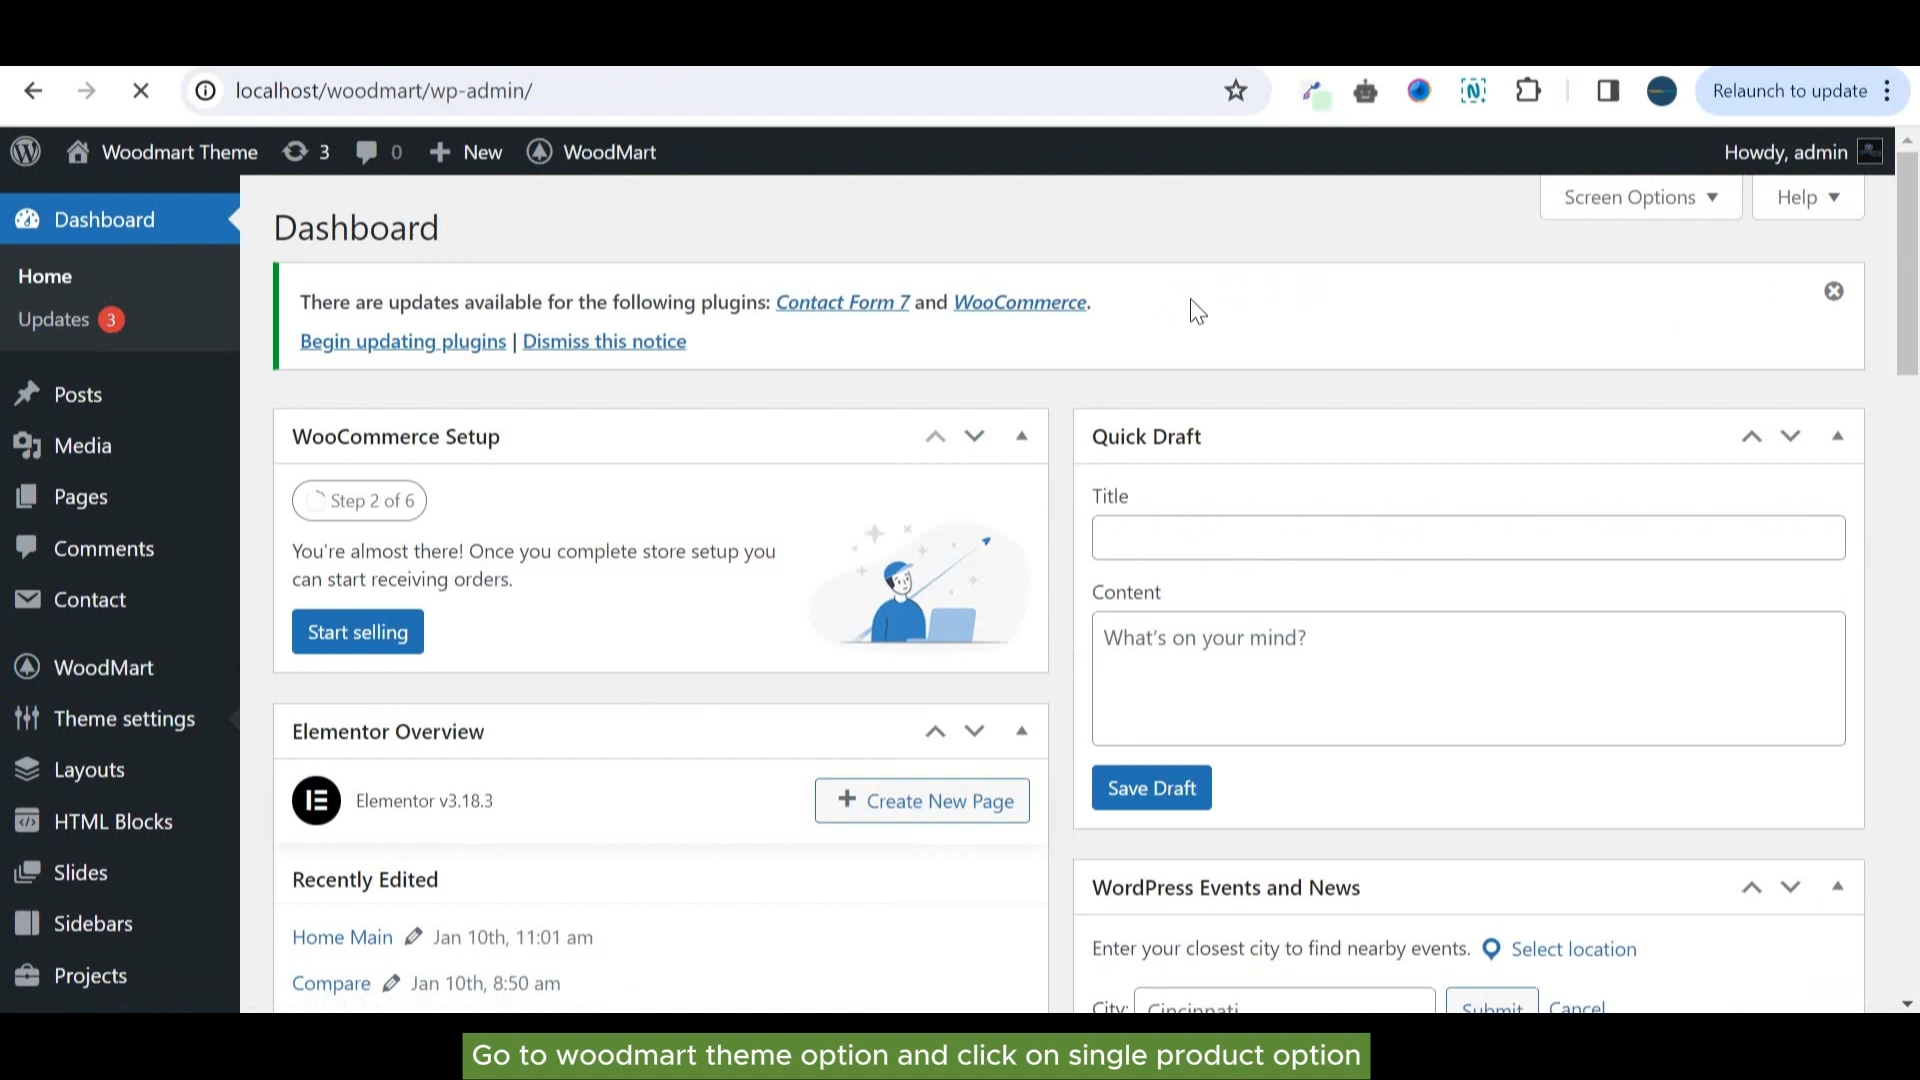 localhost/woodmart/wp-admin/
Relaunch to update
Woodmart Theme 3 0 New WoodMart
Howdy, admin
Screen Options
Help
Dashboard
Home
Updates 3
Posts
Media
Pages
Comments
Contact
WoodMart
Theme settings
Layouts
HTML Blocks
Slides
Sidebars
Projects
Dashboard
There are updates available for the following plugins: Contact Form 7 and WooCommerce.
Begin updating plugins | Dismiss this notice
WooCommerce Setup
Step 2 of 6
You're almost there! Once you complete store setup you
can start receiving orders.
Start selling
Elementor Overview
Elementor v3.18.3
Create New Page
Recently Edited
Home Main Jan 10th, 11:01 am
Compare Jan 10th, 8:50 am
Quick Draft
Title
Content
What's on your mind?
Save Draft
WordPress Events and News
Enter your closest city to find nearby events. Select location
City: Cincinnati Submit Cancel
Go to woodmart theme option and click on single product option